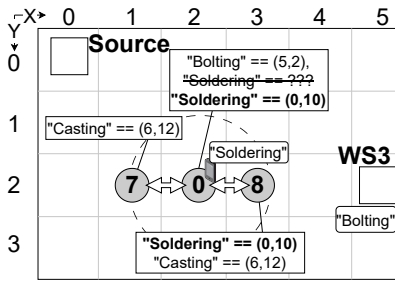 X 0 1 2 3 4 5
Y
Source
0
"Bolting" == (5,2),
"Soldering" == ???
"Soldering" == (0,10)
1
"Casting" == (6,12)
"Soldering"
WS3
2
7 0 8
"Bolting"
"Soldering" == (0,10)
"Casting" == (6,12)
3